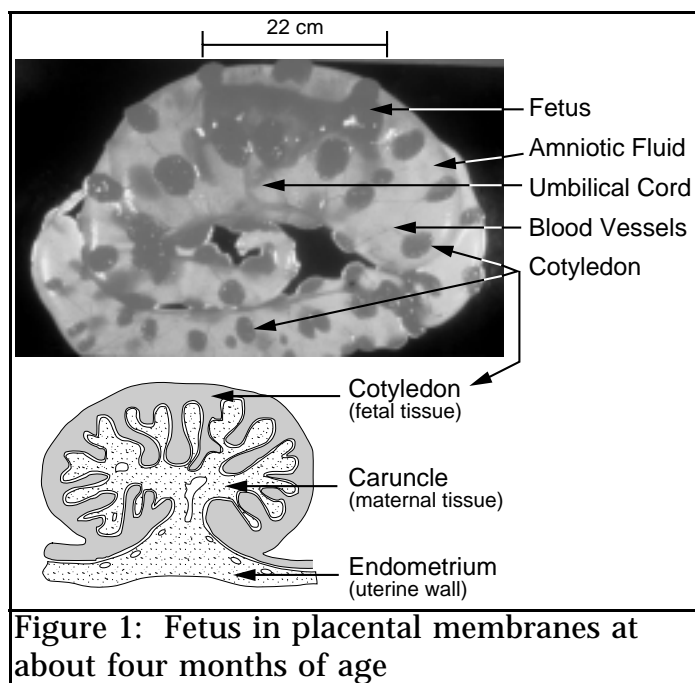 22 cm
Fetus
Amniotic Fluid
Umbilical Cord
Blood Vessels
Cotyledon
Cotyledon
(fetal tissue)
Caruncle
(maternal tissue)
Endometrium
(uterine wall)
Figure 1: Fetus in placental membranes at
about four months of age